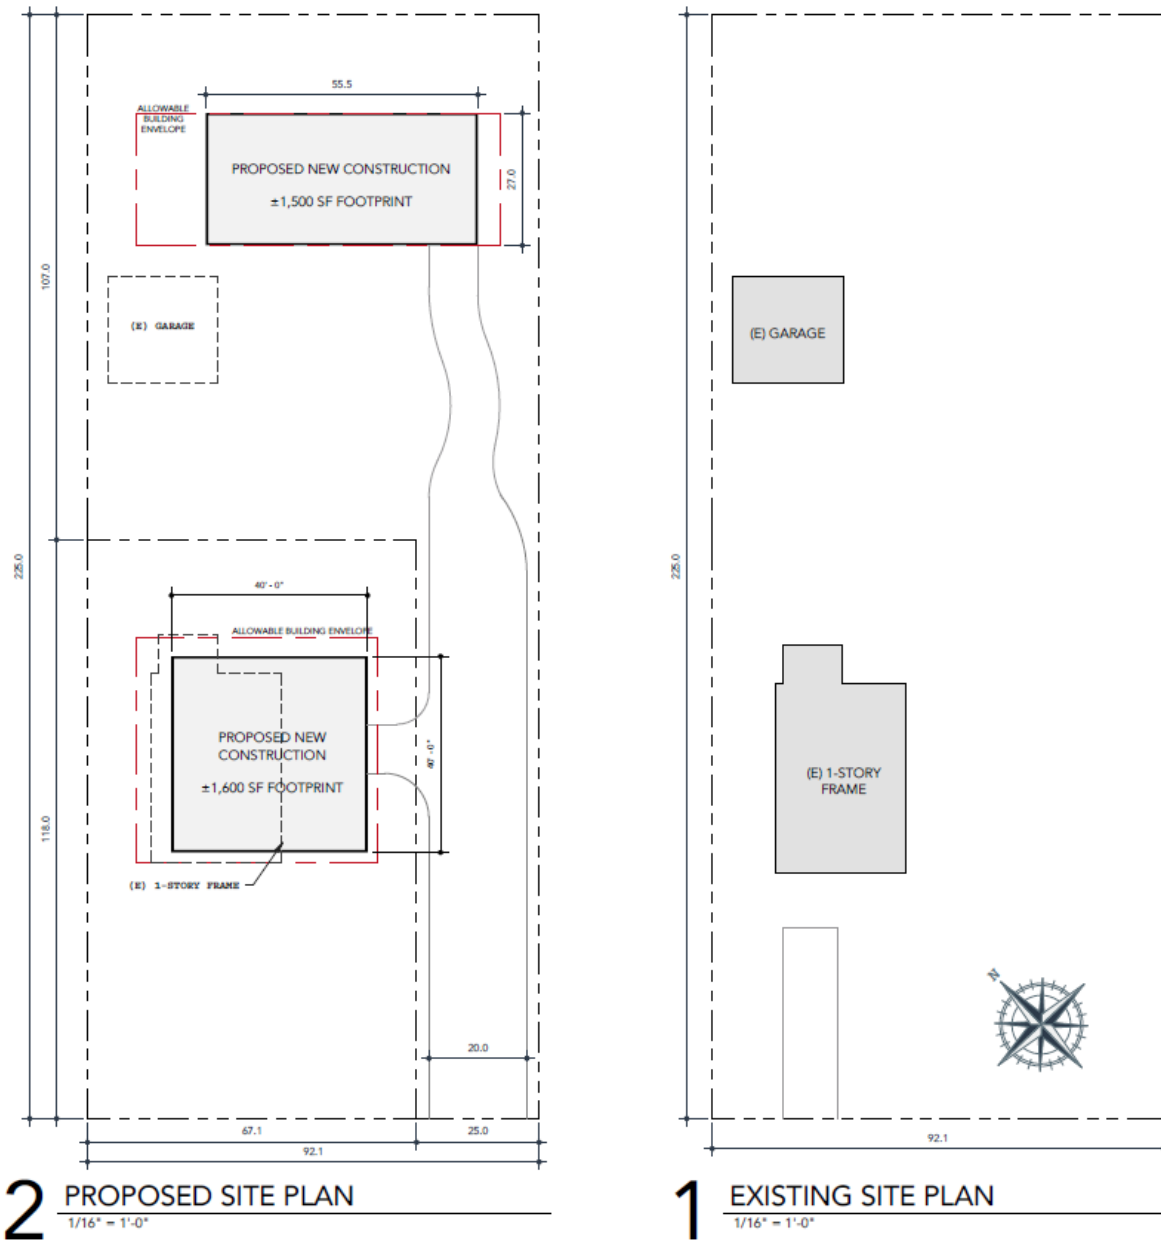 55.5
ALLOWABLE
BUILDING
ENVELOPE
PROPOSED NEW CONSTRUCTION
±1,500 SF FOOTPRINT
27.0
107.0
(E) GARAGE
225.0
40' - 0"
ALLOWABLE BUILDING ENVELOPE
PROPOSED NEW
CONSTRUCTION
±1,600 SF FOOTPRINT
40' - 0"
118.0
(E) 1-STORY FRAME
20.0
67.1
25.0
92.1
2 PROPOSED SITE PLAN
1/16" = 1'-0"
(E) GARAGE
225.0
(E) 1-STORY
FRAME
N
92.1
1 EXISTING SITE PLAN
1/16" = 1'-0"